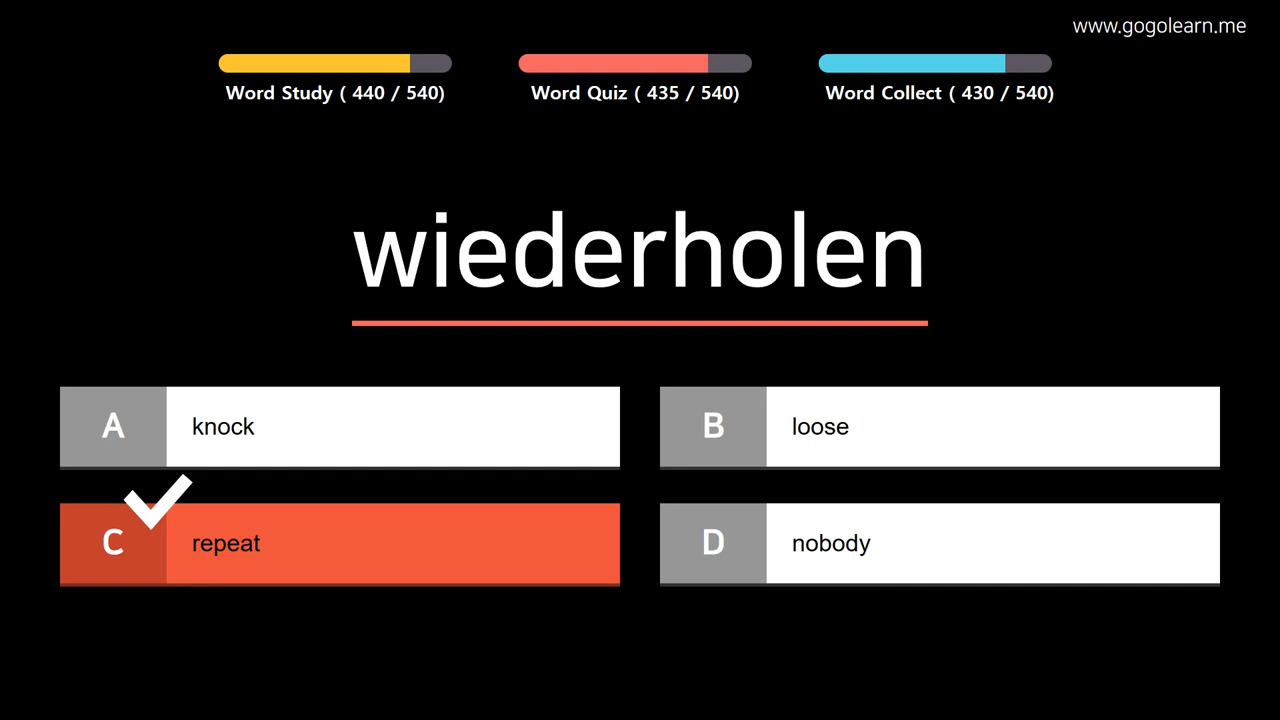 www.gogolearn.me
Word Study ( 440 / 540)
Word Quiz ( 435 / 540)
Word Collect ( 430 / 540)
wiederholen
A
knock
B
loose
C
repeat
D
nobody